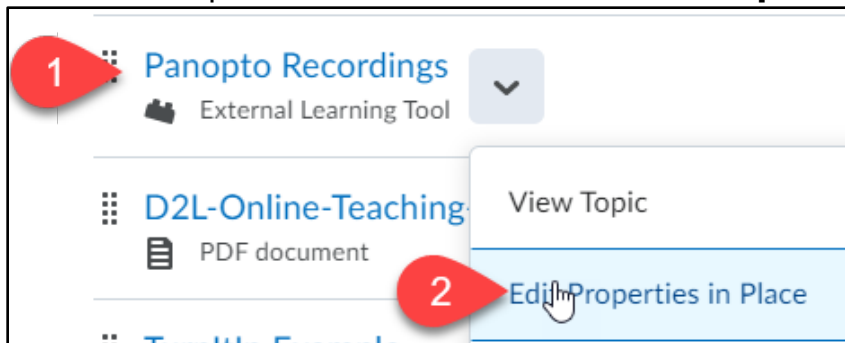 1
Panopto Recordings
External Learning Tool
D2L-Online-Teaching-
View Topic
PDF document
2
Edit Properties in Place